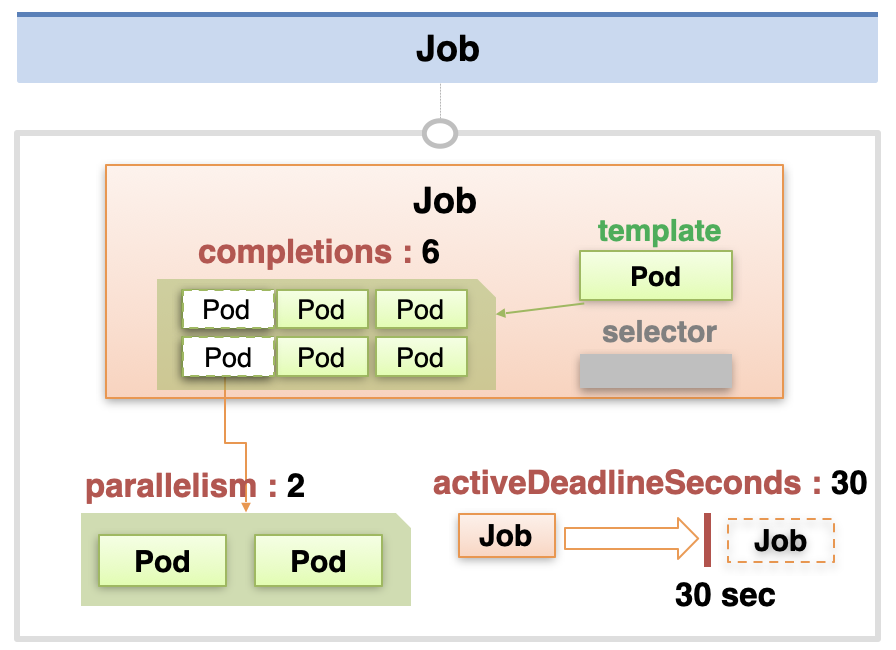 Job
Job
completions : 6
template
Pod
Pod Pod Pod
Pod Pod Pod
selector
parallelism : 2
Pod Pod
activeDeadlineSeconds : 30
Job
Job
30 sec